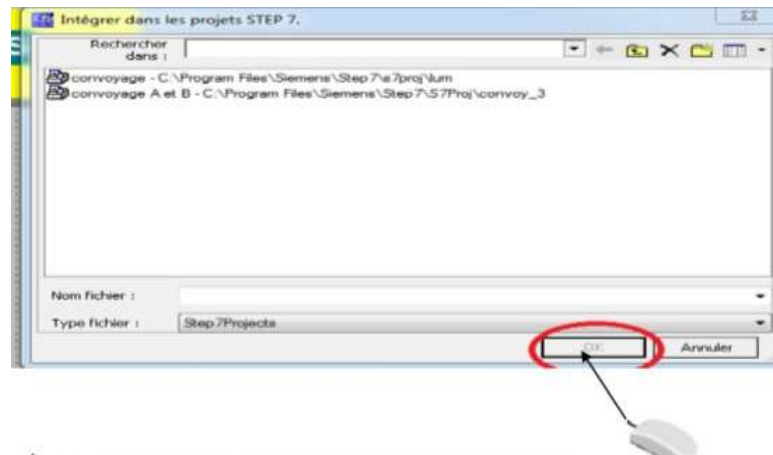 Intégrer dans les projets STEP 7.
Rechercher
dans :
convoyage - C:\Program Files\Siemens\Step7\s7proj\lum
convoyage A et B - C:\Program Files\Siemens\Step7\S7Proj\convoy_3
Nom fichier :
Type fichier :
Step7Projects
OK
Annuler